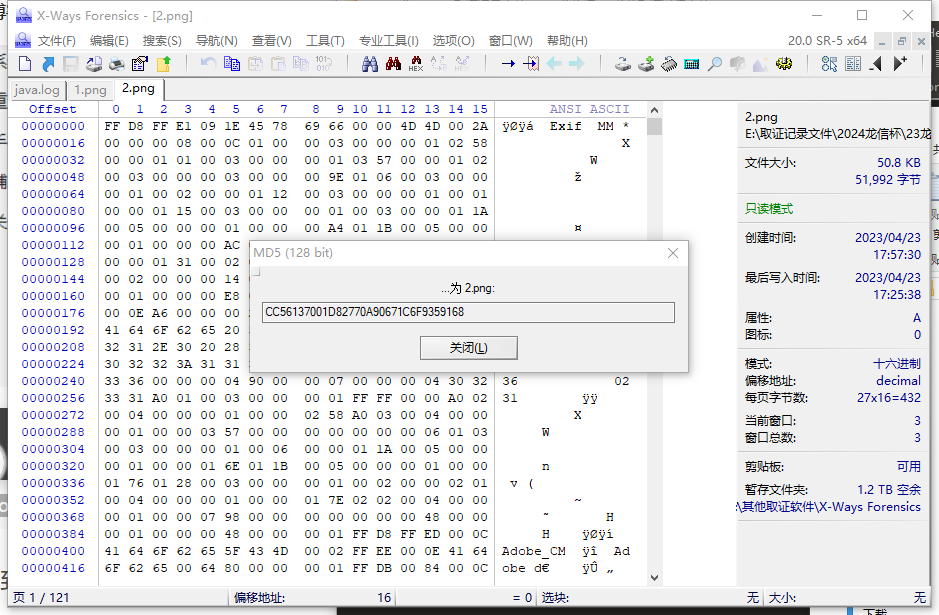 X-Ways Forensics - [2.png]
文件(F) 编辑(E) 搜索(S) 导航(N) 查看(V) 工具(T) 专业工具(I) 选项(O) 窗口(W) 帮助(H) 20.0 SR-5 x64
java.log 1.png 2.png
Offset 0 1 2 3 4 5 6 7 8 9 10 11 12 13 14 15 ANSI ASCII
00000000 FF D8 FF E1 09 1E 45 78 69 66 00 00 4D 4D 00 2A ÿØÿá Exif MM *
00000016 00 00 00 08 00 0C 01 00 00 03 00 00 00 01 02 58 X
00000032 00 00 01 01 00 03 00 00 00 01 03 57 00 00 01 02 W
00000048 00 03 00 00 00 03 00 00 00 9E 01 06 00 03 00 00 ž
00000064 00 01 00 02 00 00 01 12 00 03 00 00 00 01 00 01
00000080 00 00 01 15 00 03 00 00 00 01 00 03 00 00 01 1A
00000096 00 05 00 00 00 01 00 00 00 A4 01 1B 00 05 00 00 ¤
00000112 00 01 00 00 00 AC
00000128 00 00 01 31 00 02
00000144 00 02 00 00 00 14
00000160 00 01 00 00 00 E8
00000176 00 0E A6 00 00 00
00000192 41 64 6F 62 65 20
00000208 32 31 2E 30 20 28
00000224 30 32 32 3A 31 31
00000240 33 36 00 00 00 04 90 00 00 07 00 00 00 04 30 32 36 02
00000256 33 31 A0 01 00 03 00 00 00 01 FF FF 00 00 A0 02 31 ÿÿ
00000272 00 04 00 00 00 01 00 00 02 58 A0 03 00 04 00 00 X
00000288 00 01 00 00 03 57 00 00 00 00 00 00 00 06 01 03 W
00000304 00 03 00 00 00 01 00 06 00 00 01 1A 00 05 00 00
00000320 00 01 00 00 01 6E 01 1B 00 05 00 00 00 01 00 00 n
00000336 01 76 01 28 00 03 00 00 00 01 00 02 00 00 02 01 v (
00000352 00 04 00 00 00 01 00 00 01 7E 02 02 00 04 00 00 ~
00000368 00 01 00 00 07 98 00 00 00 00 00 00 00 48 00 00 ˜ H
00000384 00 01 00 00 00 48 00 00 00 01 FF D8 FF ED 00 0C H ÿØÿí
00000400 41 64 6F 62 65 5F 43 4D 00 02 FF EE 00 0E 41 64 Adobe_CM ÿî Ad
00000416 6F 62 65 00 64 80 00 00 00 01 FF DB 00 84 00 0C obe d€ ÿÛ „
MD5 (128 bit)
...为 2.png:
CC56137001D82770A90671C6F9359168
关闭(L)
2.png
E:\取证记录文件\2024龙信杯\23龙
文件大小: 50.8 KB
51,992 字节
只读模式
创建时间: 2023/04/23
17:57:30
最后写入时间: 2023/04/23
17:25:38
属性: A
图标: 0
模式: 十六进制
偏移地址: decimal
每页字节数: 27x16=432
当前窗口: 3
窗口总数: 3
剪贴板: 可用
暂存文件夹: 1.2 TB 空余
:\其他取证软件\X-Ways Forensics
页 1 / 121 偏移地址: 16 = 0 选块: 无 大小: 无
下载